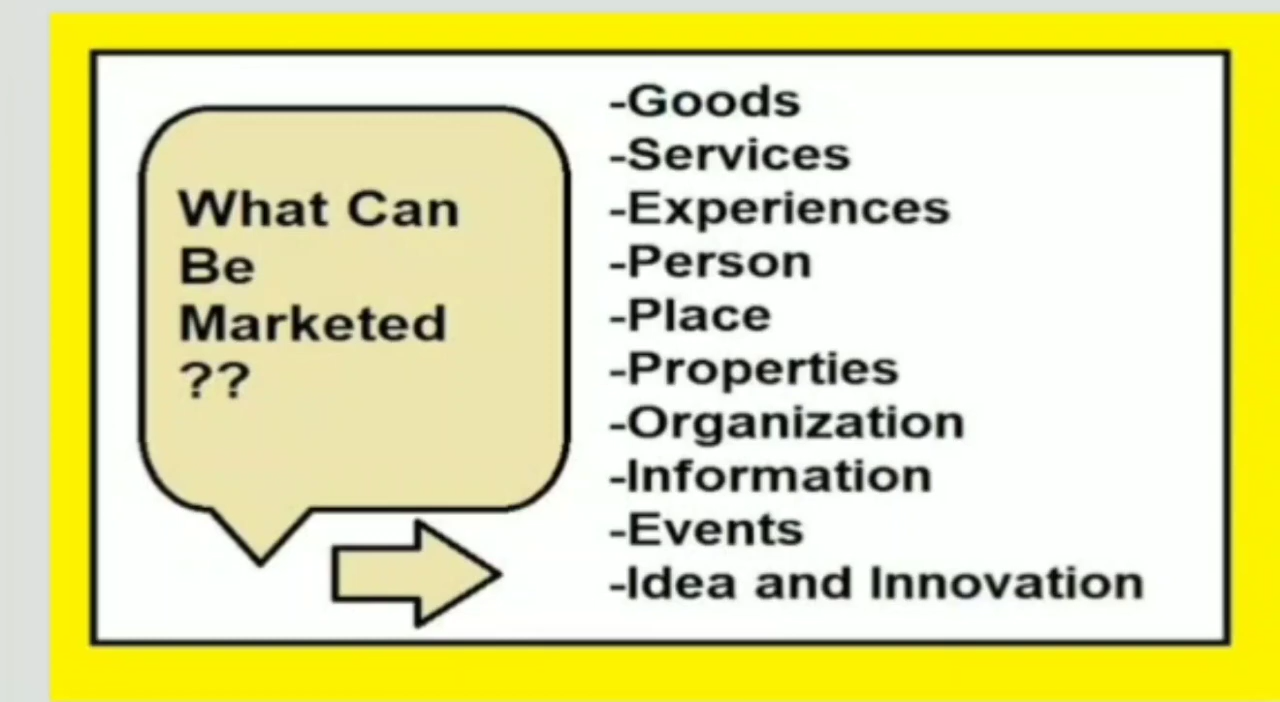 What Can
Be
Marketed
??
-Goods
-Services
-Experiences
-Person
-Place
-Properties
-Organization
-Information
-Events
-Idea and Innovation